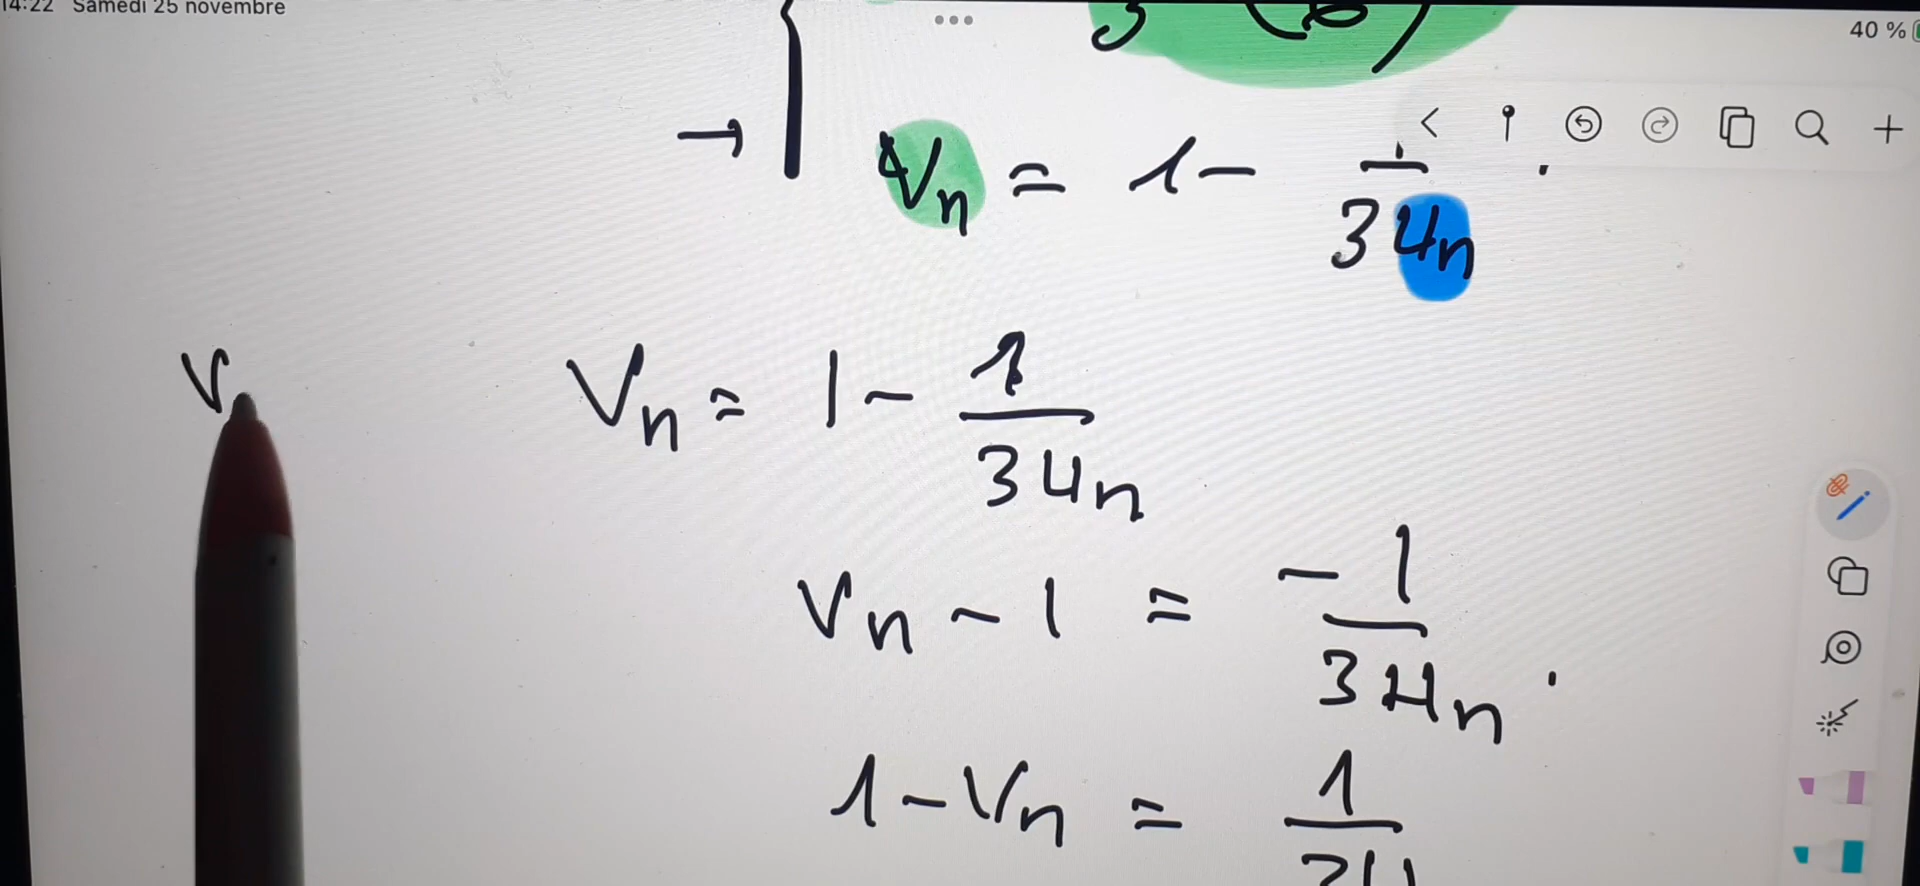 14:22 Samedi 25 novembre
40 %
→ { Vn = 1 - 1/3Un .
V
Vn = 1 - 1/3Un
Vn - 1 = -1/3Un .
1 - Vn = 1/